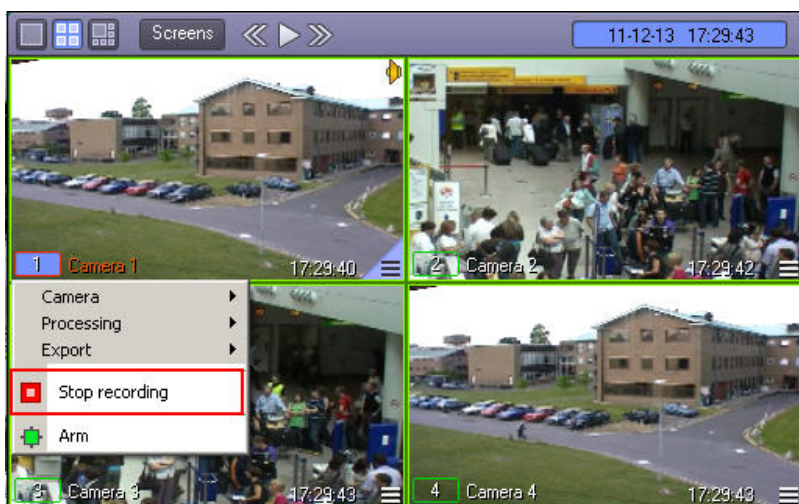 Screens 11-12-13 17:29:43
1 Camera 1 17:29:40
2 Camera 2 17:29:42
Camera
Processing
Export
Stop recording
Arm
3 Camera 3 17:29:43
4 Camera 4 17:29:43